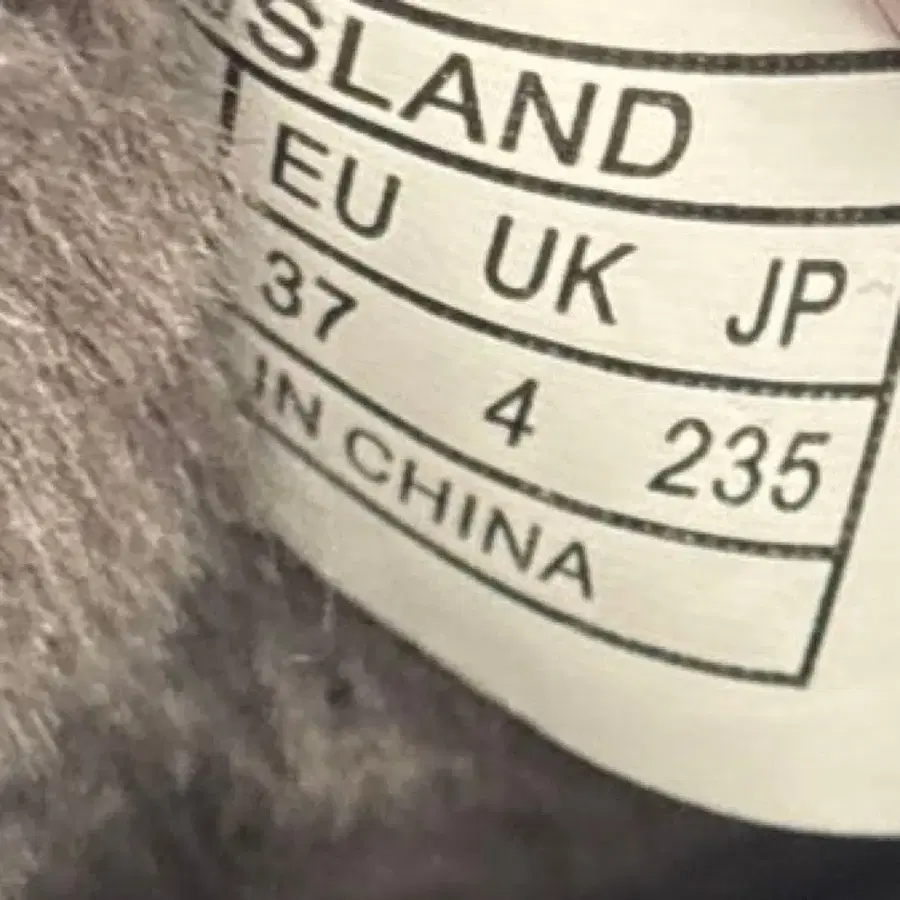 SLAND
EU UK JP
37 4 235
IN CHINA